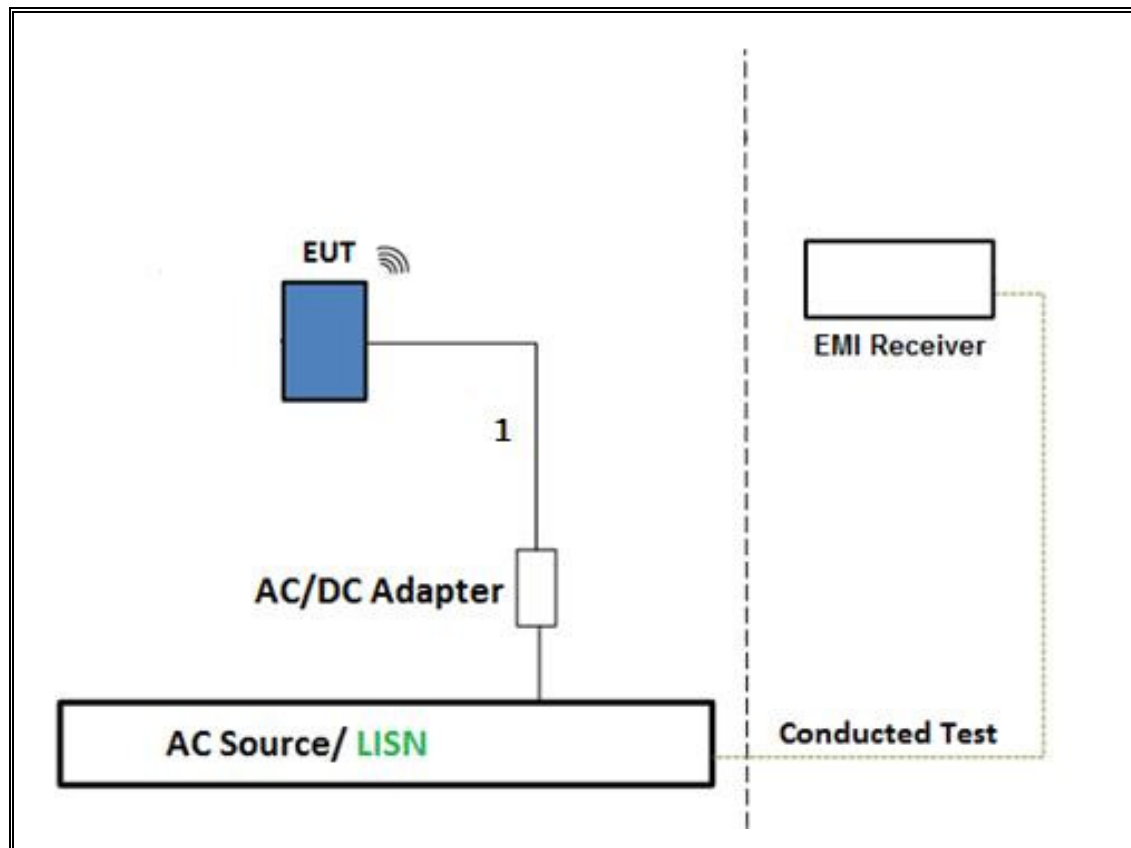 EUT
EMI Receiver
1
AC/DC Adapter
AC Source/ LISN
Conducted Test